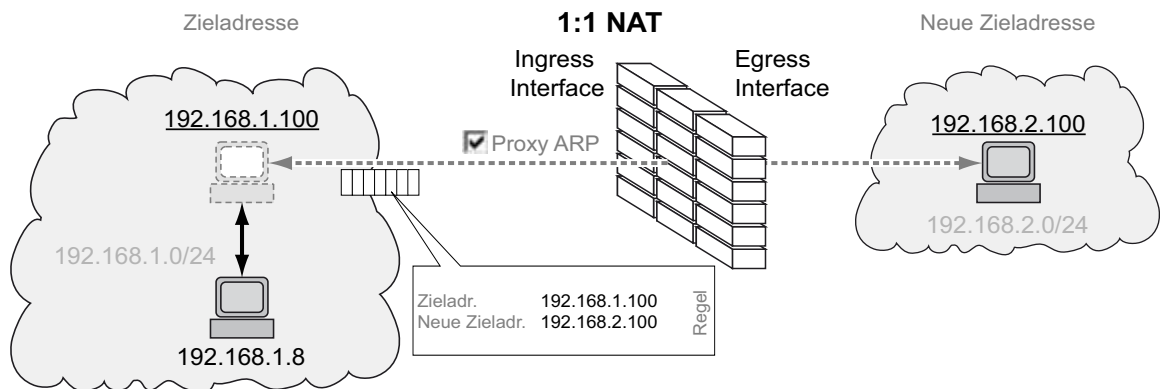 Zieladresse
1:1 NAT
Neue Zieladresse
Ingress
Interface
Egress
Interface
192.168.1.100
192.168.2.100
Proxy ARP
192.168.2.0/24
192.168.1.0/24
Zieladr. 192.168.1.100
Neue Zieladr. 192.168.2.100
Regel
192.168.1.8